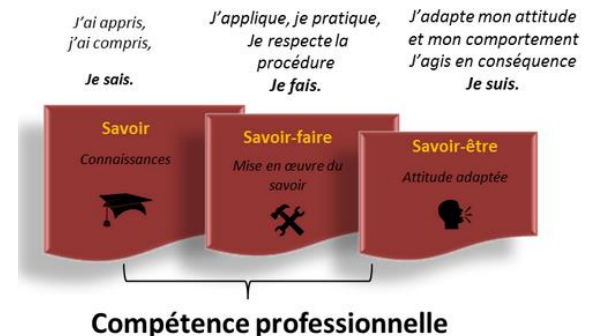 J'ai appris,
j'ai compris,
Je sais.
J'applique, je pratique,
Je respecte la
procédure
Je fais.
J'adapte mon attitude
et mon comportement
J'agis en conséquence
Je suis.
Savoir
Connaissances
Savoir-faire
Mise en œuvre du
savoir
Savoir-être
Attitude adaptée
Compétence professionnelle